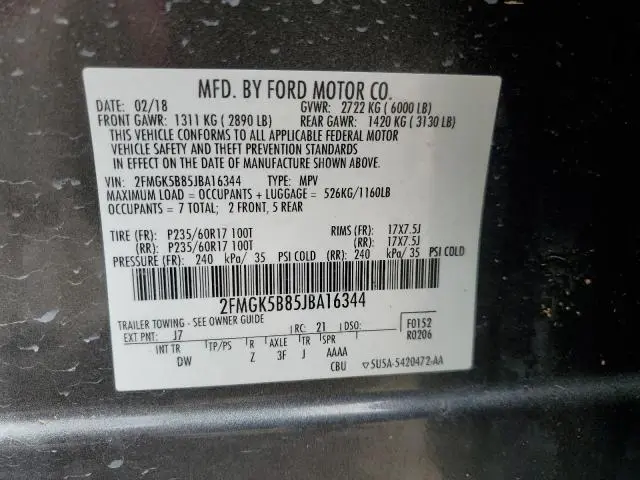 MFD. BY FORD MOTOR CO.
DATE: 02/18 GVWR: 2722 KG ( 6000 LB)
FRONT GAWR: 1311 KG ( 2890 LB) REAR GAWR: 1420 KG ( 3130 LB)
THIS VEHICLE CONFORMS TO ALL APPLICABLE FEDERAL MOTOR
VEHICLE SAFETY AND THEFT PREVENTION STANDARDS
IN EFFECT ON THE DATE OF MANUFACTURE SHOWN ABOVE.
VIN: 2FMGK5B85JBA16344 TYPE: MPV
MAXIMUM LOAD = OCCUPANTS + LUGGAGE = 526KG/1160LB
OCCUPANTS = 7 TOTAL; 2 FRONT, 5 REAR
TIRE (FR): P235/60R17 100T RIMS (FR): 17X7.5J
(RR): P235/60R17 100T (RR): 17X7.5J
PRESSURE (FR): 240 kPa/ 35 PSI COLD (RR): 240 kPa/ 35 PSI COLD
2FMGK5B85JBA16344
TRAILER TOWING - SEE OWNER GUIDE
EXT PNT: J7 RC: 21 DSO: F0152
INT TR TP/PS R AXLE TR SPR R0206
DW Z 3F J AAAA
CBU ▽5U5A-5420472-AA